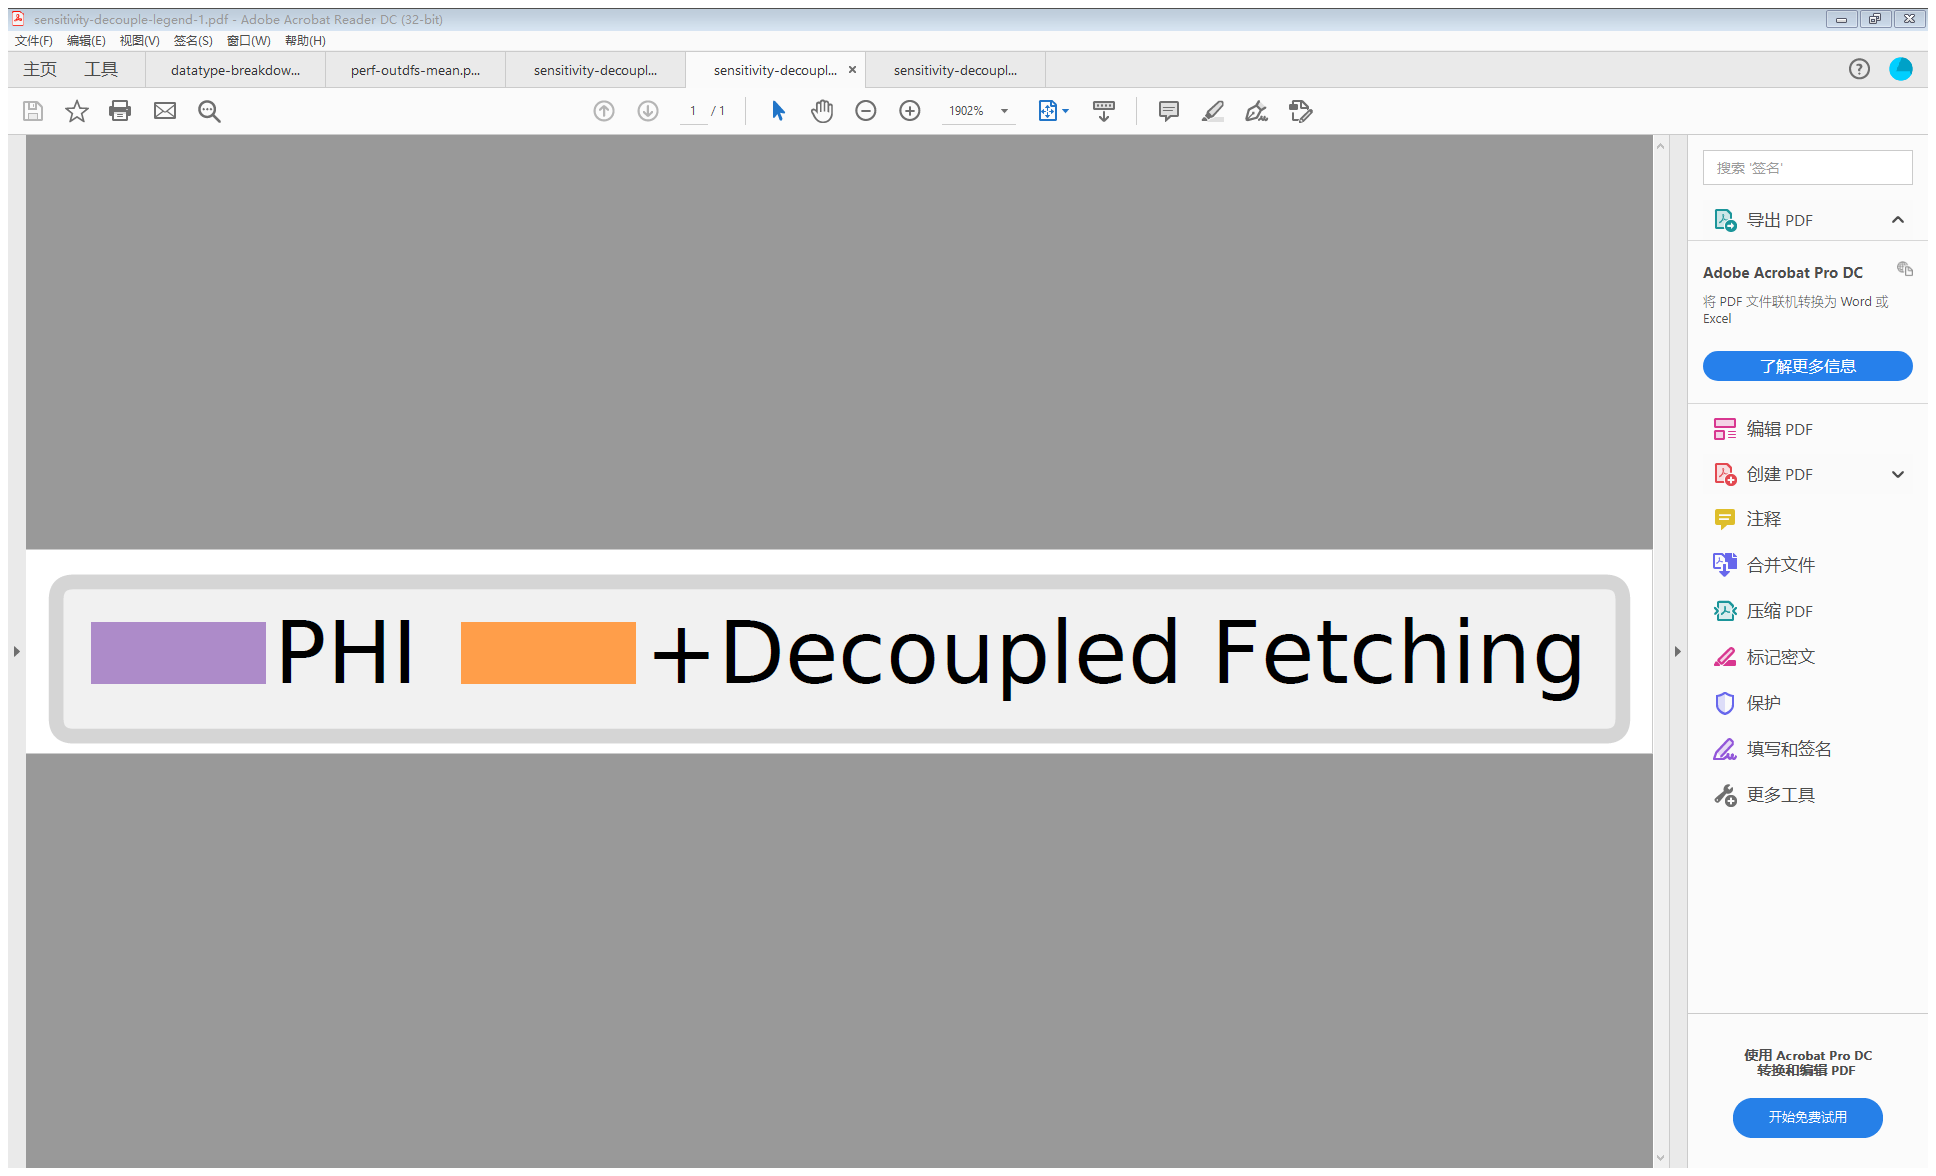 sensitivity-decouple-legend-1.pdf - Adobe Acrobat Reader DC (32-bit)
文件(F) 编辑(E) 视图(V) 签名(S) 窗口(W) 帮助(H)
主页 工具 datatype-breakdow... perf-outdfs-mean.p... sensitivity-decoupl... sensitivity-decoupl... sensitivity-decoupl...
1 / 1 1902%
搜索 '签名'
导出 PDF
Adobe Acrobat Pro DC
将 PDF 文件联机转换为 Word 或
Excel
了解更多信息
编辑 PDF
创建 PDF
注释
合并文件
压缩 PDF
标记密文
保护
填写和签名
更多工具
PHI +Decoupled Fetching
使用 Acrobat Pro DC
转换和编辑 PDF
开始免费试用